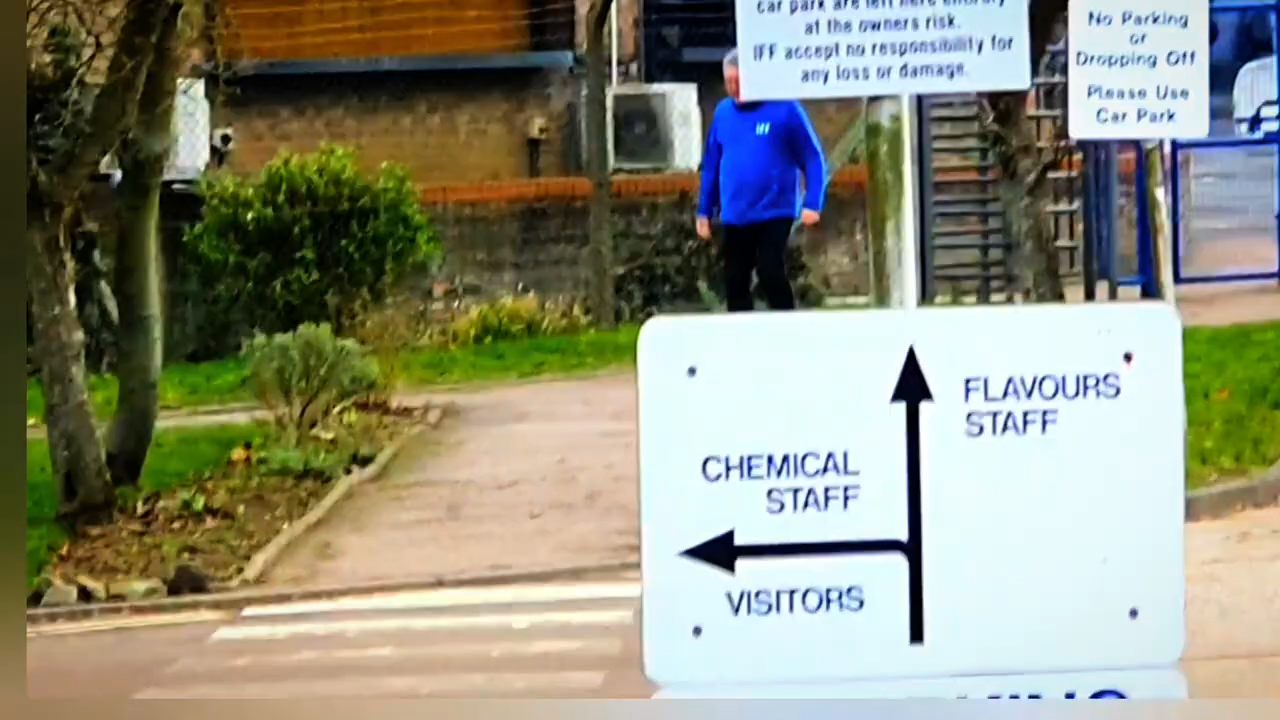 car park are left here entirely
at the owners risk.
IFF accept no responsibility for
any loss or damage.
No Parking
or
Dropping Off
Please Use
Car Park
iff
FLAVOURS
STAFF
CHEMICAL
STAFF
VISITORS